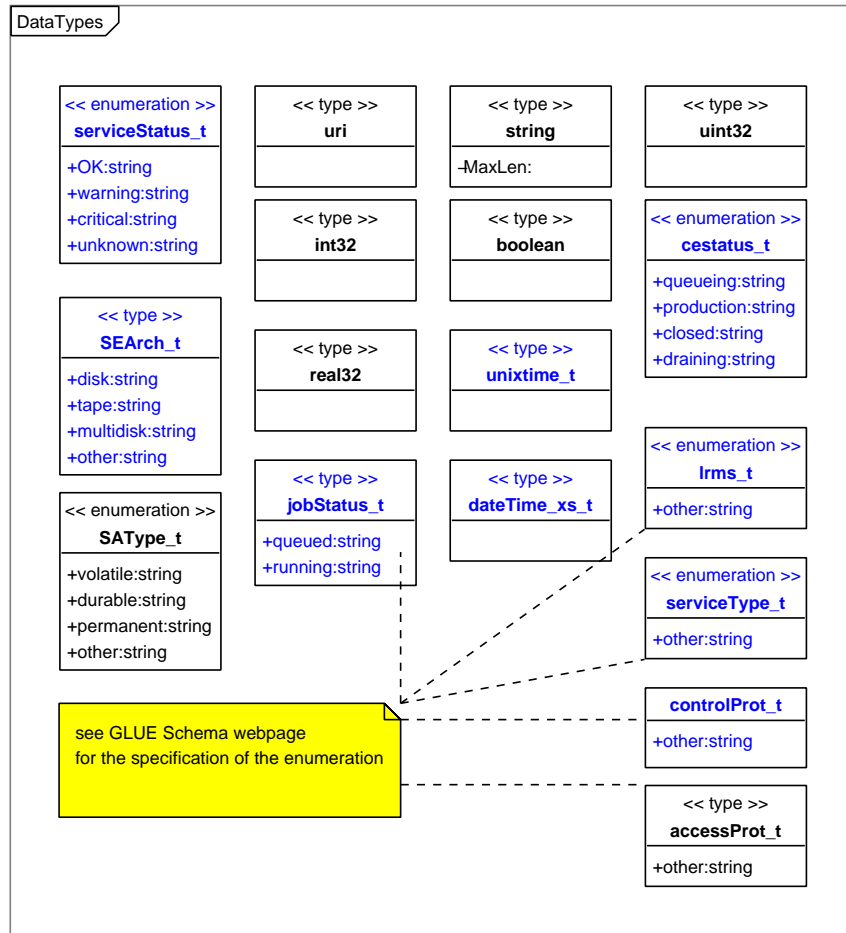 DataTypes
<< enumeration >>
serviceStatus_t
+OK:string
+warning:string
+critical:string
+unknown:string
<< type >>
uri
<< type >>
string
-MaxLen:
<< type >>
uint32
<< type >>
int32
<< type >>
boolean
<< enumeration >>
cestatus_t
+queueing:string
+production:string
+closed:string
+draining:string
<< type >>
SEArch_t
+disk:string
+tape:string
+multidisk:string
+other:string
<< type >>
real32
<< type >>
unixtime_t
<< enumeration >>
lrms_t
+other:string
<< type >>
jobStatus_t
+queued:string
+running:string
<< type >>
dateTime_xs_t
<< enumeration >>
SAType_t
+volatile:string
+durable:string
+permanent:string
+other:string
<< enumeration >>
serviceType_t
+other:string
see GLUE Schema webpage
for the specification of the enumeration
controlProt_t
+other:string
<< type >>
accessProt_t
+other:string